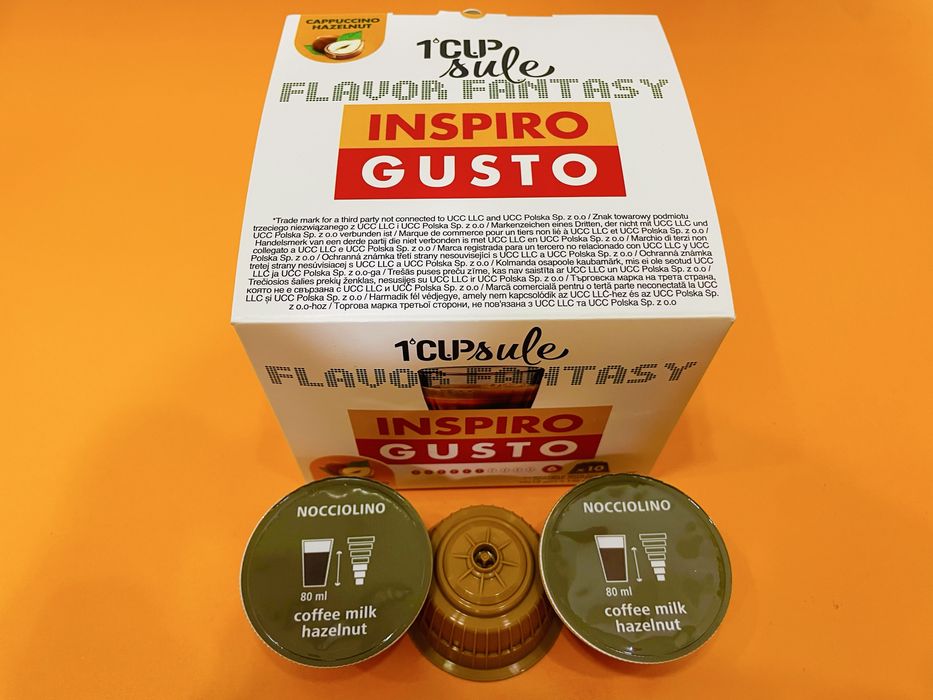 CAPPUCCINO
HAZELNUT
1'CUP
sule
FLAVOR FANTASY
INSPIRO
GUSTO
*Trade mark for a third party not connected to UCC LLC and UCC Polska Sp. z o.o / Znak towarowy podmiotu
trzeciego niezwiązanego z UCC LLC i UCC Polska Sp. z o.o / Markenzeichen eines Dritten, der nicht mit UCC LLC und
UCC Polska Sp. z o.o verbunden ist / Marque de commerce pour un tiers non lié à UCC LLC et UCC Polska Sp. z o.o /
Handelsmerk van een derde partij die niet verbonden is met UCC LLC en UCC Polska Sp. z o.o / Marchio di terzi non
collegato a UCC LLC e UCC Polska Sp. z o.o / Marca registrada para un tercero no relacionado con UCC LLC y UCC
Polska Sp. z o.o / Ochranná známka třetí strany nesouvisející s UCC LLC a UCC Polska Sp. z o.o / Ochranná známka
tretej strany nesúvisiacej s UCC LLC a UCC Polska Sp. z o.o / Kolmanda osapoole kaubamärk, mis ei ole seotud UCC
LLC ja UCC Polska Sp. z o.o-ga / Trešās puses preču zīme, kas nav saistīta ar UCC LLC un UCC Polska Sp. z o.o /
Trečiosios šalies prekių ženklas, nesusijęs su UCC LLC ir UCC Polska Sp. z o.o / Търговска марка на трета страна,
която не е свързана с UCC LLC и UCC Polska Sp. z o.o / Marcă comercială pentru o terță parte neconectată la UCC
LLC și UCC Polska Sp. z o.o / Harmadik fél védjegye, amely nem kapcsolódik az UCC LLC-hez és az UCC Polska Sp.
z o.o-hoz / Торгова марка третьої сторони, не пов'язана з UCC LLC та UCC Polska Sp. z o.o
1'CUPsule
FLAVOR FANTASY
INSPIRO
GUSTO
6
x10
NOCCIOLINO
80 ml
coffee milk
hazelnut
NOCCIOLINO
80 ml
coffee milk
hazelnut